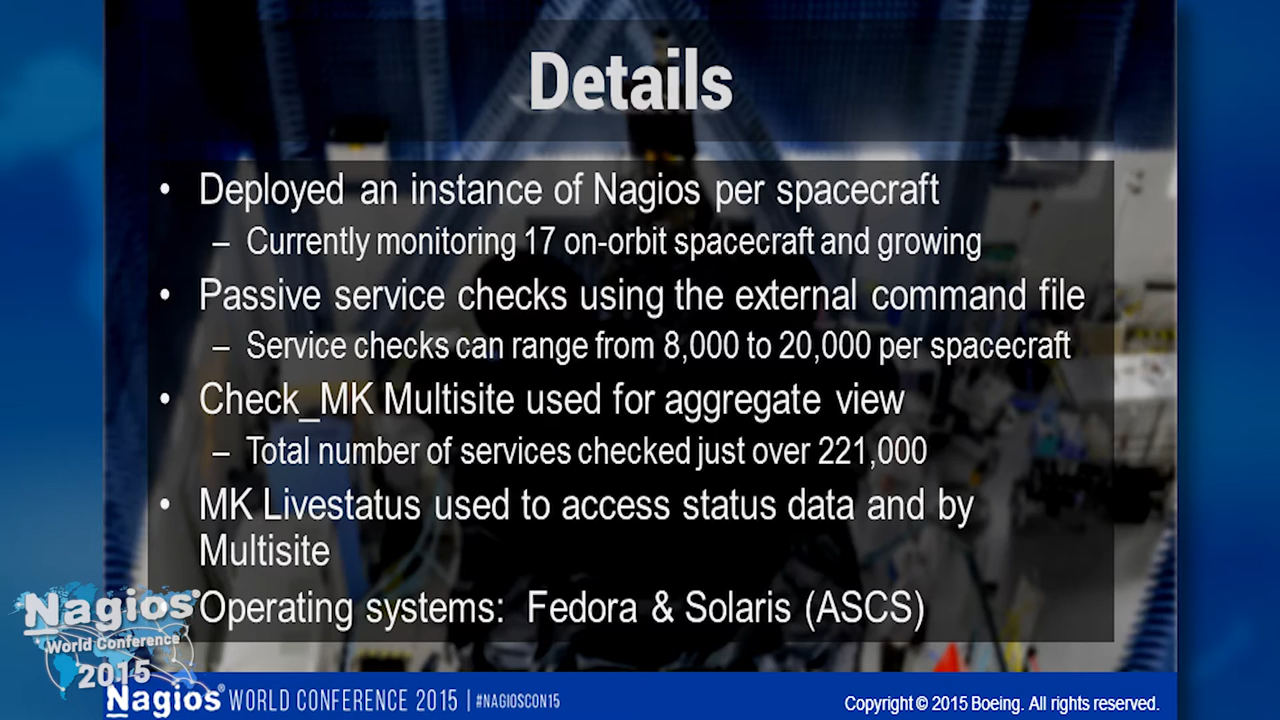 Details
• Deployed an instance of Nagios per spacecraft
– Currently monitoring 17 on-orbit spacecraft and growing
• Passive service checks using the external command file
– Service checks can range from 8,000 to 20,000 per spacecraft
• Check_MK Multisite used for aggregate view
– Total number of services checked just over 221,000
• MK Livestatus used to access status data and by
Multisite
Operating systems: Fedora & Solaris (ASCS)
Nagios®
World Conference
2015
Nagios® WORLD CONFERENCE 2015 | #NAGIOSCON15
Copyright © 2015 Boeing. All rights reserved.